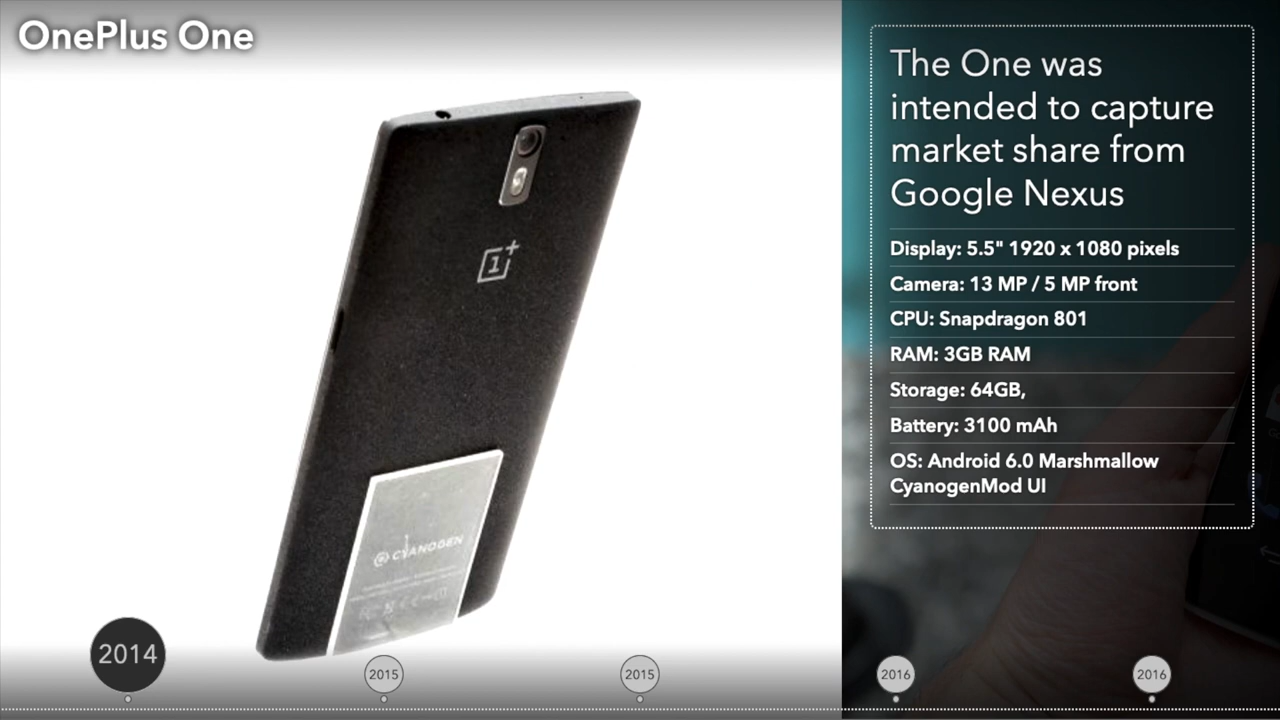 OnePlus One
The One was
intended to capture
market share from
Google Nexus
Display: 5.5" 1920 x 1080 pixels
Camera: 13 MP / 5 MP front
CPU: Snapdragon 801
RAM: 3GB RAM
Storage: 64GB,
Battery: 3100 mAh
OS: Android 6.0 Marshmallow
CyanogenMod UI
1+
CYANOGEN
2014
2015
2015
2016
2016